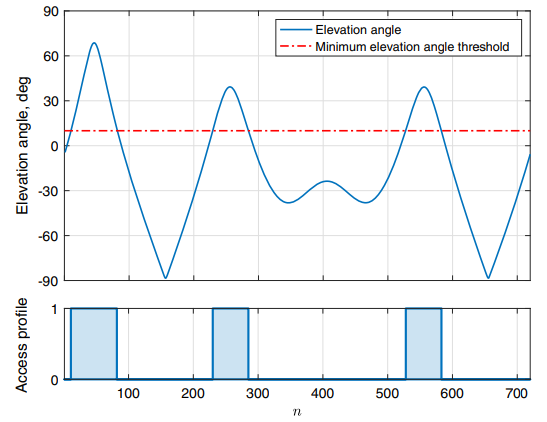 90
60
30
0
-30
-60
-90
Elevation angle, deg
Elevation angle
Minimum elevation angle threshold
1
0
Access profile
100 200 300 400 500 600 700
n